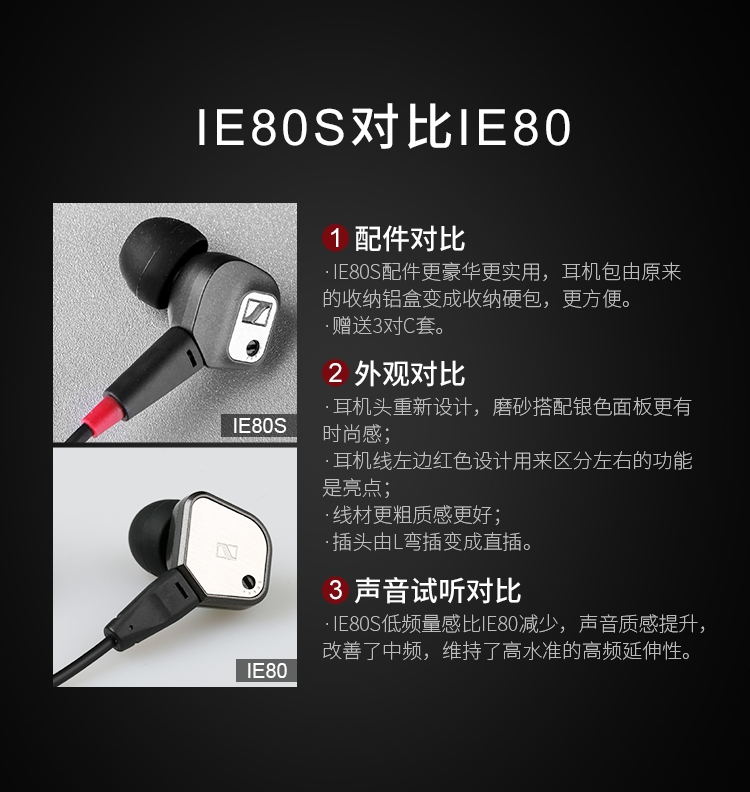 IE80S对比IE80
1 配件对比
·IE80S配件更豪华更实用，耳机包由原来
的收纳铝盒变成收纳硬包，更方便。
·赠送3对C套。
2 外观对比
·耳机头重新设计，磨砂搭配银色面板更有
时尚感；
·耳机线左边红色设计用来区分左右的功能
是亮点；
·线材更粗质感更好；
·插头由L弯插变成直插。
3 声音试听对比
·IE80S低频量感比IE80减少，声音质感提升，
改善了中频，维持了高水准的高频延伸性。
IE80S
IE80